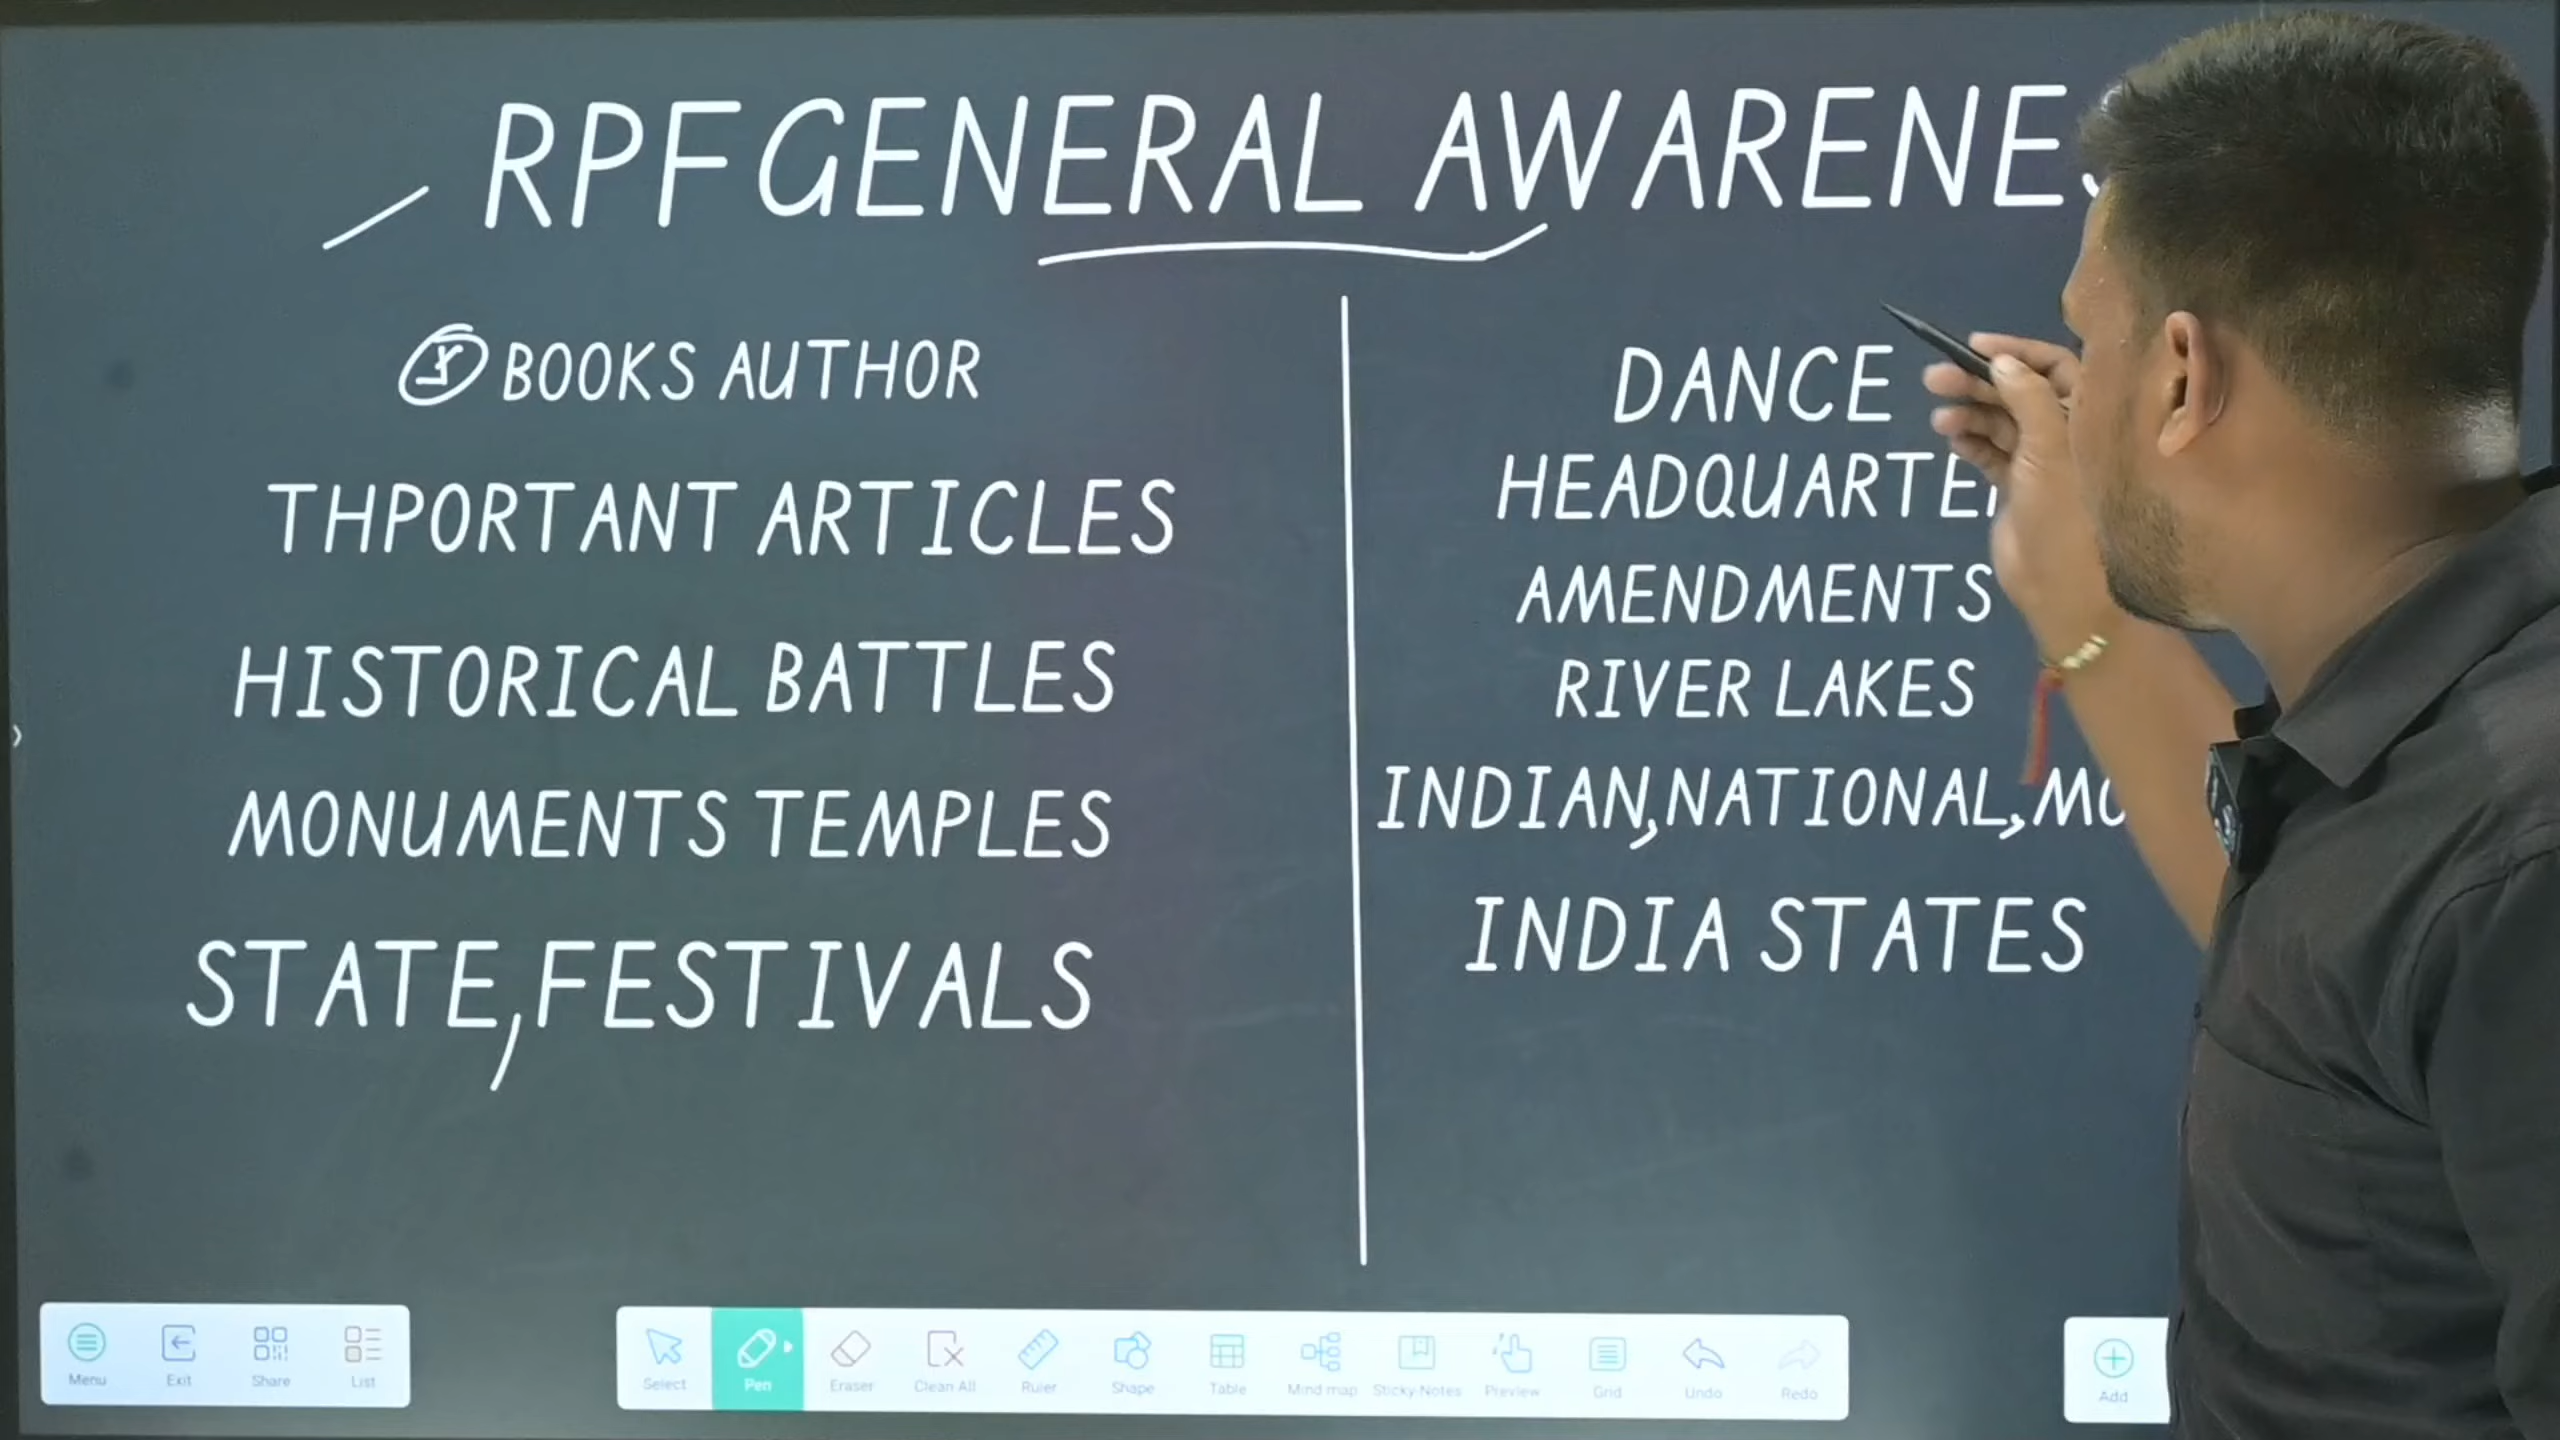 RPF GENERAL AWARENE
BOOKS AUTHOR
THPORTANT ARTICLES
HISTORICAL BATTLES
MONUMENTS TEMPLES
STATE, FESTIVALS
DANCE
HEADQUARTE
AMENDMENTS
RIVER LAKES
INDIAN, NATIONAL, MO
INDIA STATES
Menu
Exit
Share
List
Select
Pen
Eraser
Clean All
Ruler
Shape
Table
Mind map
Sticky Notes
Preview
Grid
Undo
Redo
Add